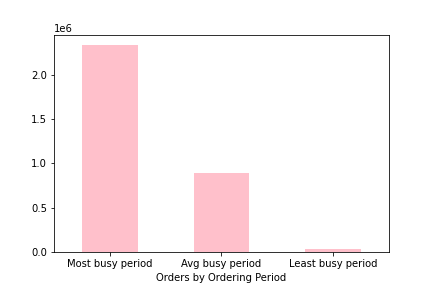 1e6
2.0
1.5
1.0
0.5
0.0
Most busy period Avg busy period Least busy period
Orders by Ordering Period